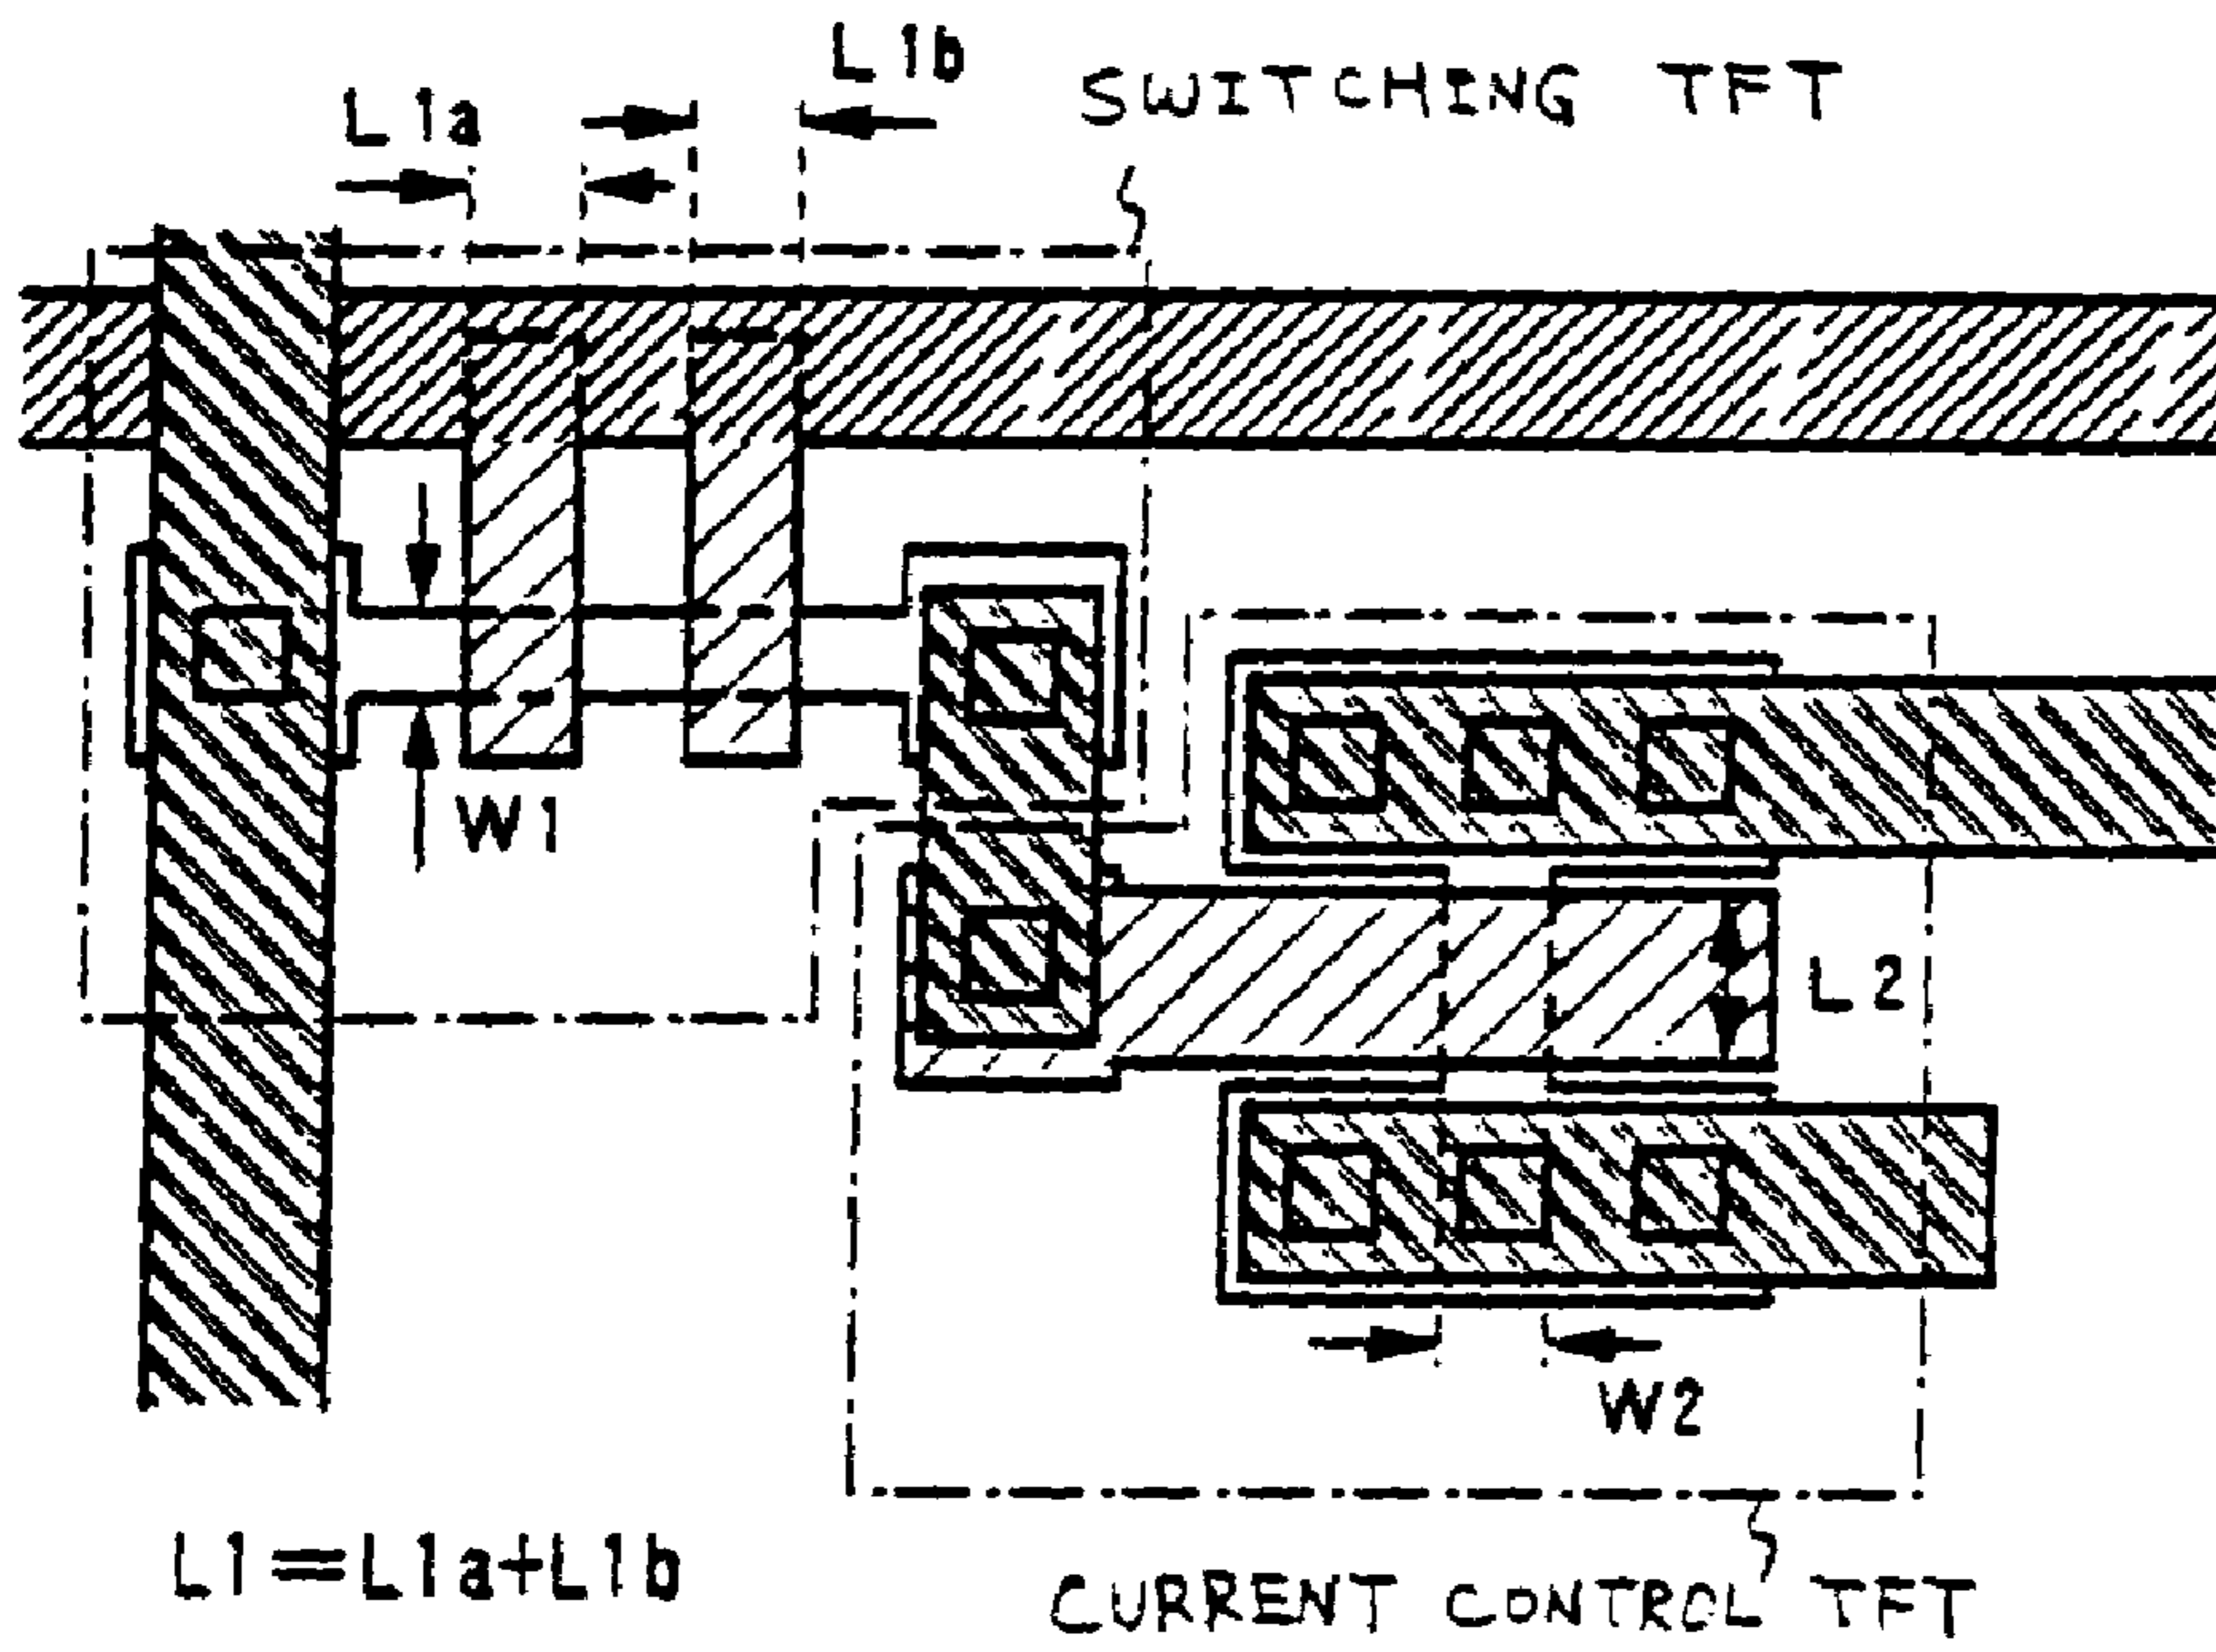 L1b
SWITCHING TFT
L1a
W1
L2
W2
L1=L1a+L1b
CURRENT CONTROL TFT